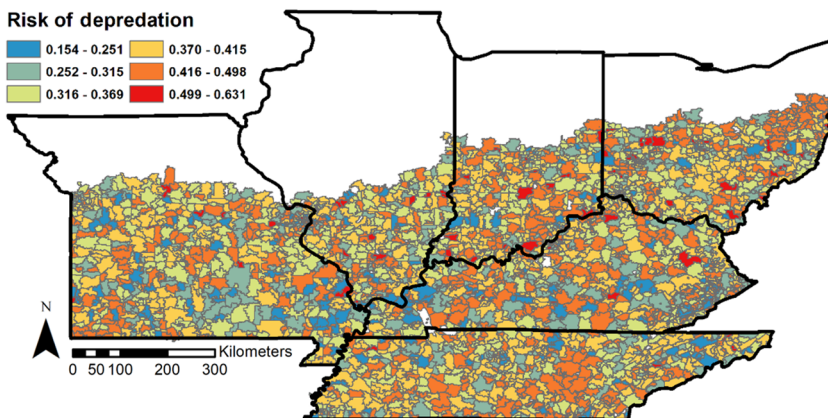 Risk of depredation
0.154 - 0.251 0.370 - 0.415
0.252 - 0.315 0.416 - 0.498
0.316 - 0.369 0.499 - 0.631
N
Kilometers
0 50 100 200 300